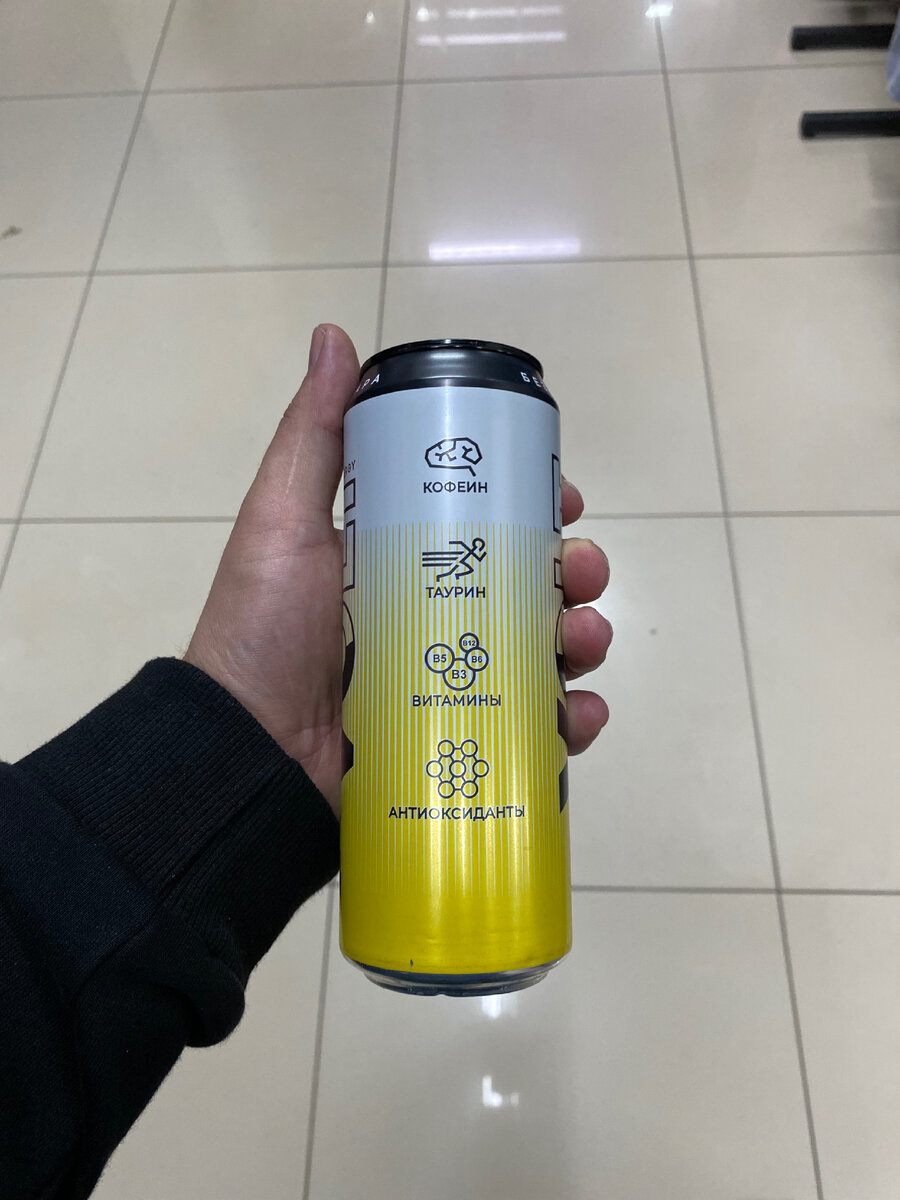 КОФЕИН
ТАУРИН
B12
B5
B6
B3
ВИТАМИНЫ
АНТИОКСИДАНТЫ